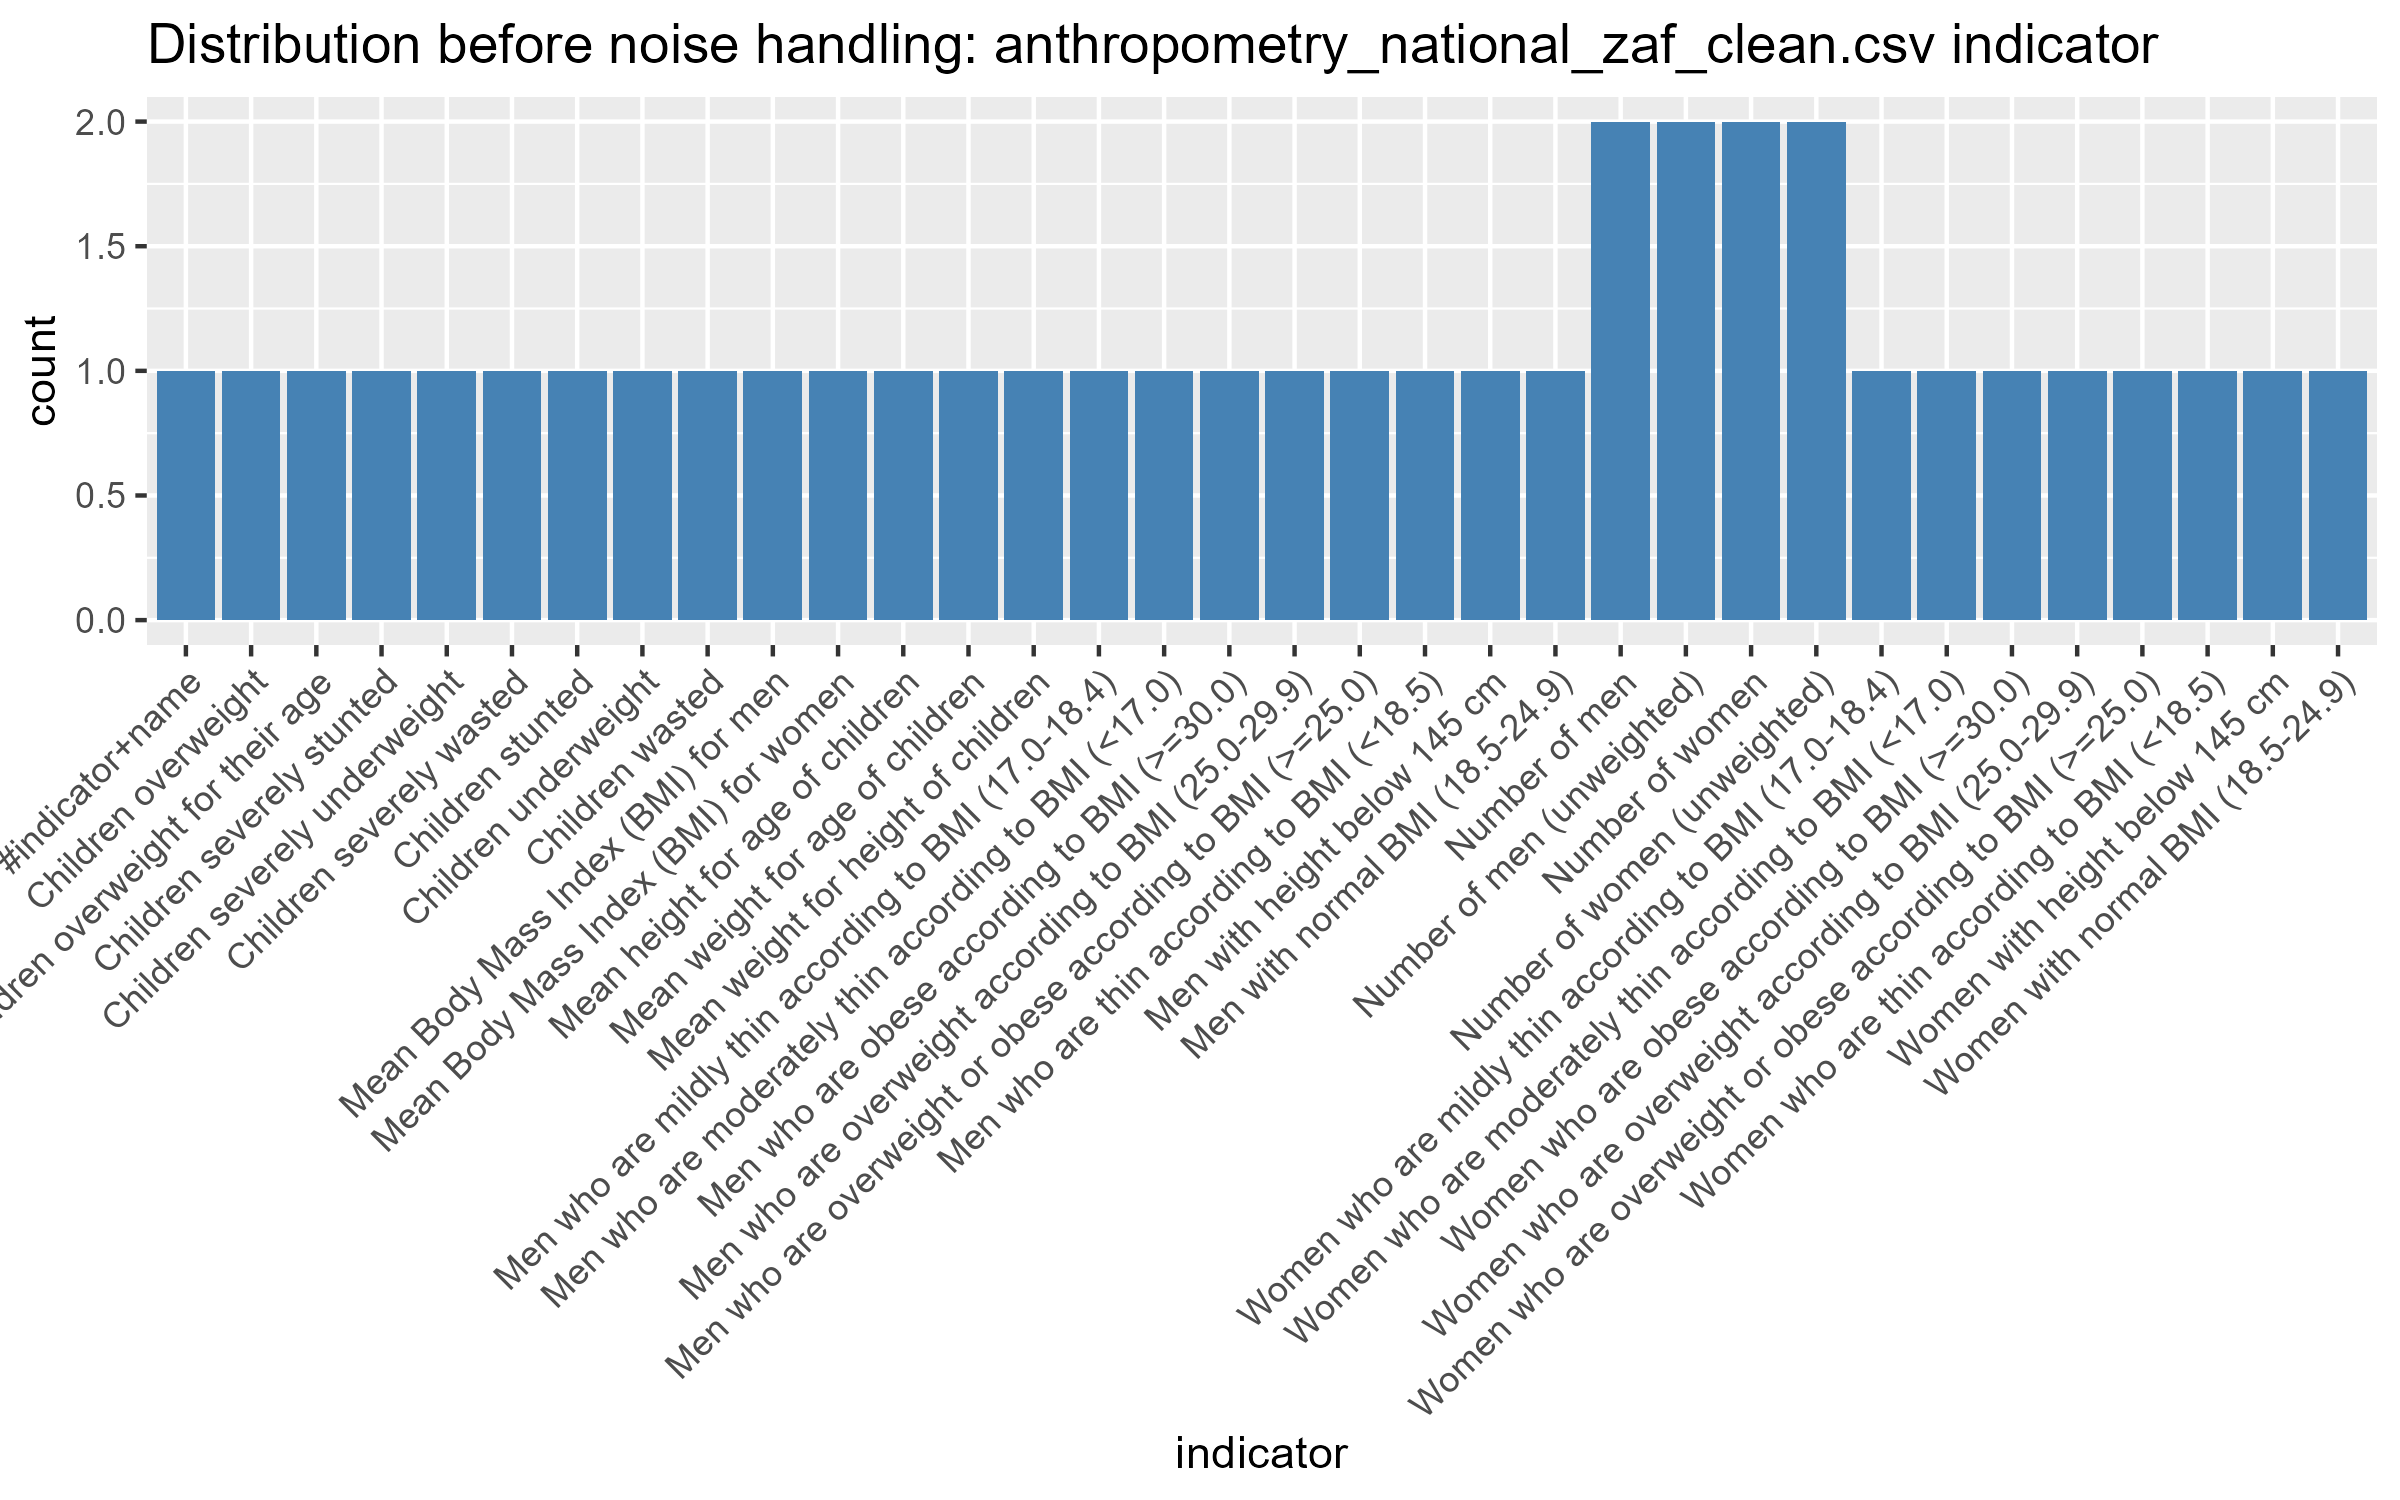 Distribution before noise handling: anthropometry_national_zaf_clean.csv indicator
count
2.0
1.5
1.0
0.5
0.0
#indicator+name
Children overweight
overweight for their age
Children severely stunted
Children severely underweight
Children severely wasted
Children stunted
Children underweight
Children wasted
Mean Body Mass Index (BMI) for men
Mean Body Mass Index (BMI) for women
Mean height for age of children
Mean weight for age of children
Mean weight for height of children
Men who are mildly thin according to BMI (17.0-18.4)
Men who are moderately thin according to BMI (<17.0)
Men who are obese according to BMI (>=30.0)
Men who are overweight according to BMI (25.0-29.9)
Men who are overweight or obese according to BMI (>=25.0)
Men who are thin according to BMI (<18.5)
Men with height below 145 cm
Men with normal BMI (18.5-24.9)
Number of men
Number of men (unweighted)
Number of women
Number of women (unweighted)
Women who are mildly thin according to BMI (17.0-18.4)
Women who are moderately thin according to BMI (<17.0)
Women who are obese according to BMI (>=30.0)
Women who are overweight according to BMI (25.0-29.9)
Women who are overweight or obese according to BMI (>=25.0)
Women who are thin according to BMI (<18.5)
Women with height below 145 cm
Women with normal BMI (18.5-24.9)
indicator